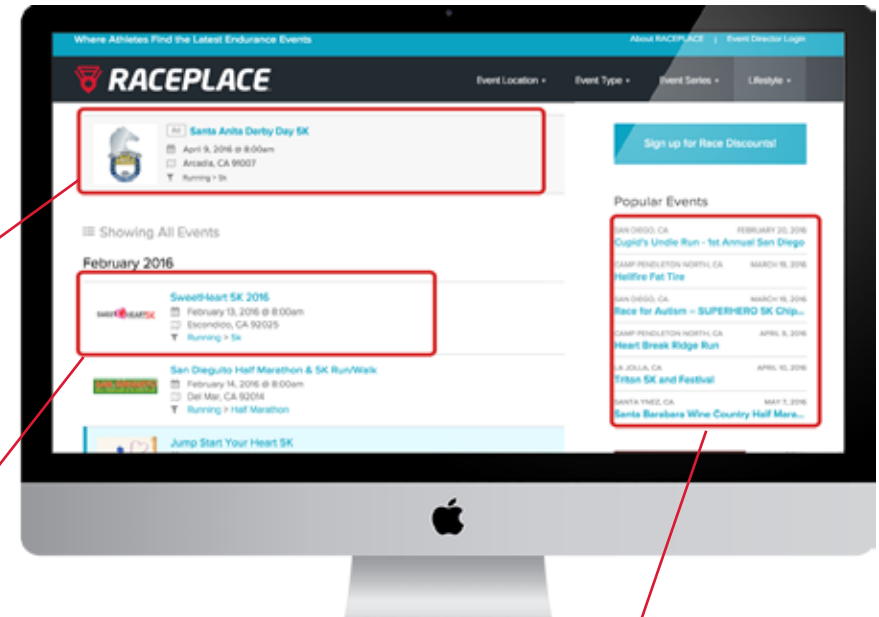 Where Athletes Find the Latest Endurance Events
About RACEPLACE | Event Director Login
RACEPLACE
Event Location
Event Type
Event Series
Lifestyle
Ad Santa Anita Derby Day 5K
April 9, 2016 @ 8:00am
Arcadia, CA 91007
Running > 5k
Sign up for Race Discounts!
Showing All Events
February 2016
SweetHeart 5K 2016
February 13, 2016 @ 8:00am
Escondido, CA 92025
Running > 5k
San Dieguito Half Marathon & 5K Run/Walk
February 14, 2016 @ 8:00am
Del Mar, CA 92014
Running > Half Marathon
Jump Start Your Heart 5K
Popular Events
SAN DIEGO, CA FEBRUARY 20, 2016
Cupid's Undie Run - 1st Annual San Diego
CAMP PENDLETON NORTH, CA MARCH 19, 2016
Hellfire Fat Tire
SAN DIEGO, CA MARCH 19, 2016
Race for Autism – SUPERHERO 5K Chip...
CAMP PENDLETON NORTH, CA APRIL 9, 2016
Heart Break Ridge Run
LA JOLLA, CA APRIL 10, 2016
Triton 5K and Festival
SANTA YNEZ, CA MAY 7, 2016
Santa Barabara Wine Country Half Mara...